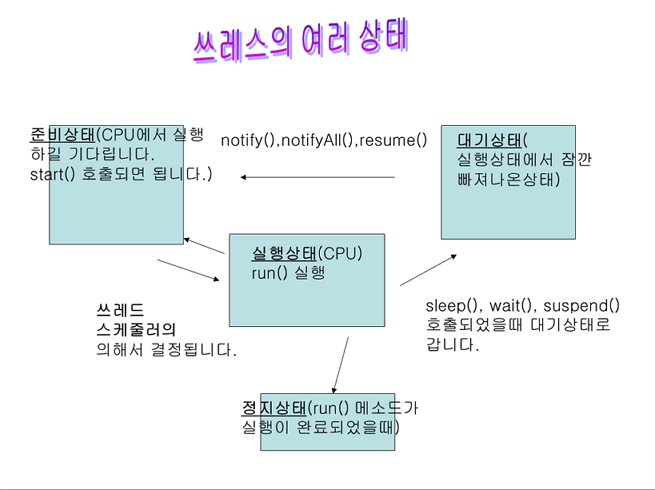 쓰레스의 여러 상태
준비상태(CPU에서 실행
하길 기다립니다.
start() 호출되면 됩니다.)
notify(),notifyAll(),resume()
대기상태(
실행상태에서 잠깐
빠져나온상태)
실행상태(CPU)
run() 실행
쓰레드
스케줄러의
의해서 결정됩니다.
sleep(), wait(), suspend()
호출되었을때 대기상태로
갑니다.
정지상태(run() 메소드가
실행이 완료되었을때)